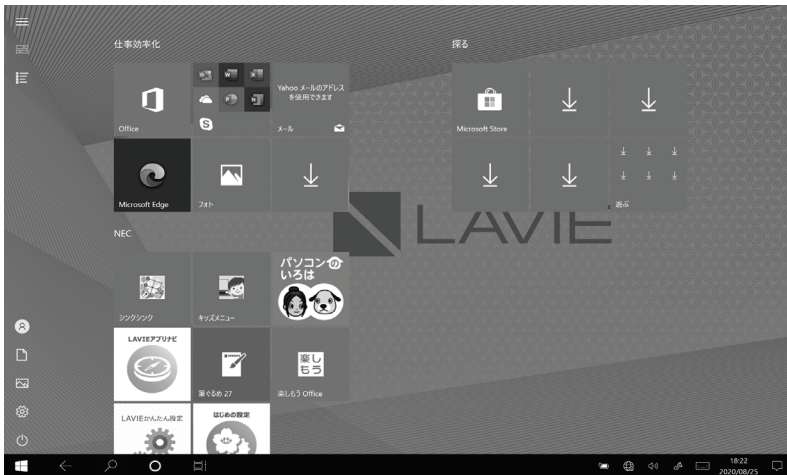 仕事効率化
探る
Office
Yahoo メールのアドレス
を使用できます
メール
Microsoft Store
Microsoft Edge
フォト
遊ぶ
LAVIE
NEC
シンクシンク
キッズメニュー
パソコンの
いろは
LAVIEアプリナビ
筆ぐるめ 27
楽し
もう
楽しもう Office
LAVIEかんたん設定
はじめの設定
18:22
2020/08/25